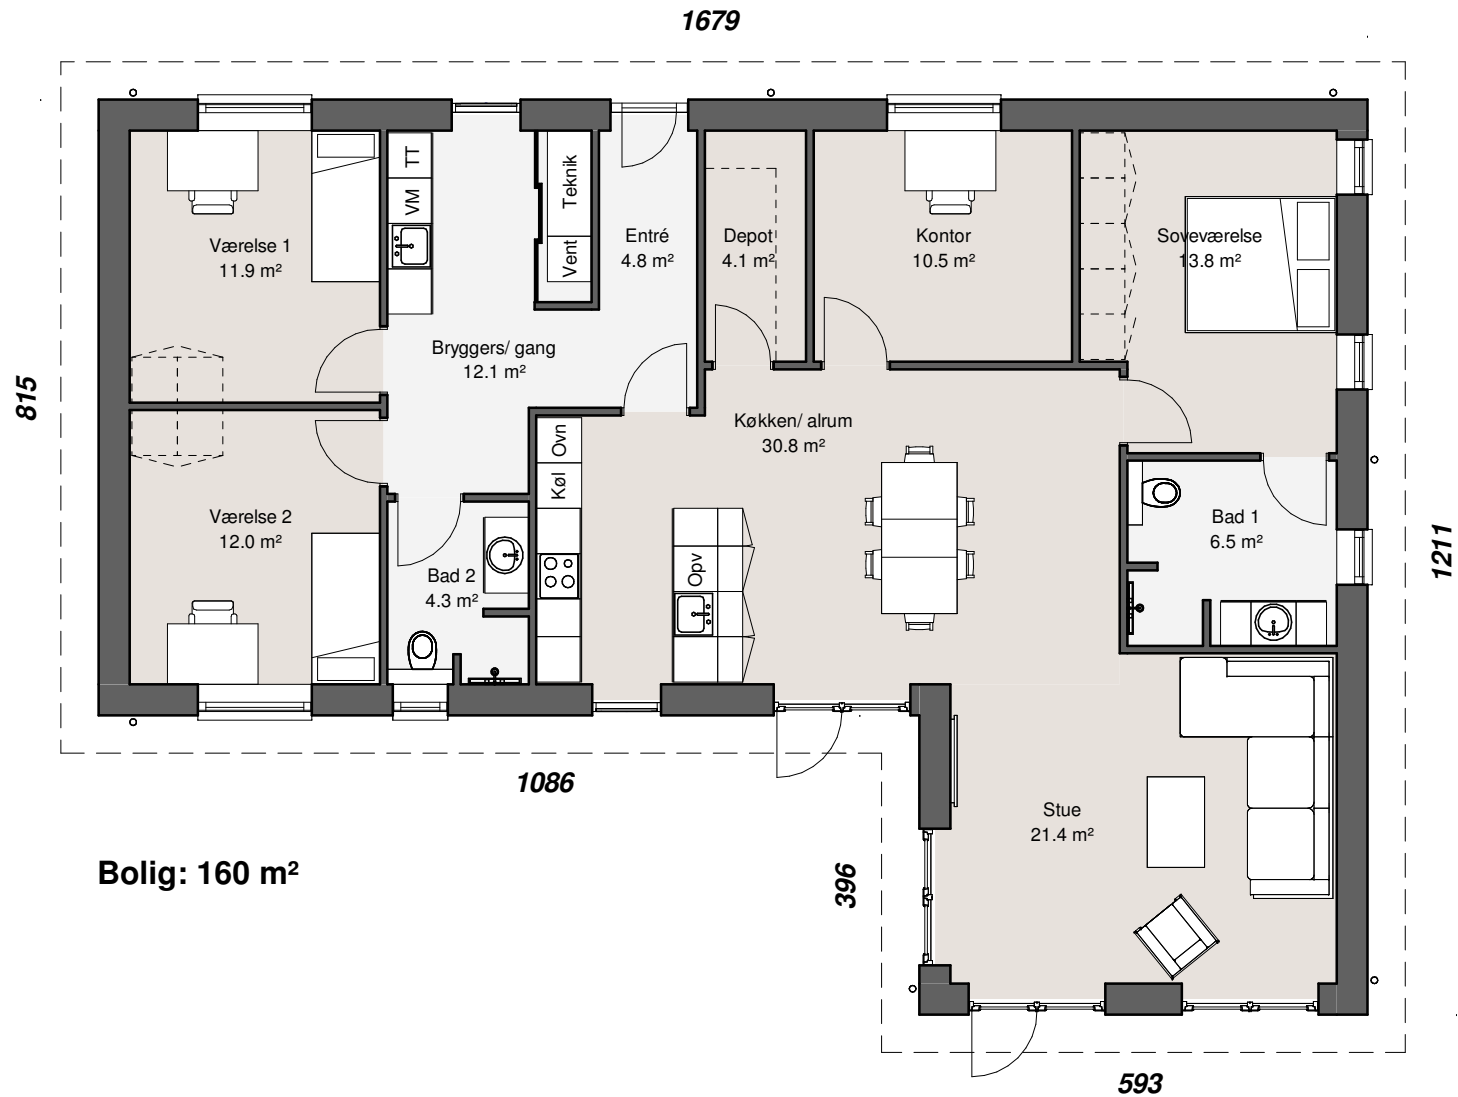 1679
TT
VM
Teknik
Vent
Værelse 1
11.9 m²
Entré
4.8 m²
Depot
4.1 m²
Kontor
10.5 m²
Soveværelse
13.8 m²
Bryggers/ gang
12.1 m²
815
Køkken/ alrum
30.8 m²
Ovn
Køl
Værelse 2
12.0 m²
Bad 1
6.5 m²
1211
Bad 2
4.3 m²
Opv
1086
Stue
21.4 m²
Bolig: 160 m²
396
593